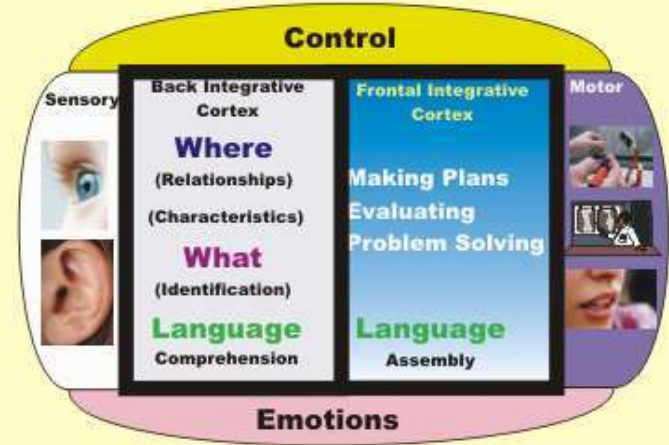 Control
Sensory
Back Integrative
Cortex
Where
(Relationships)
(Characteristics)
What
(Identification)
Language
Comprehension
Frontal Integrative
Cortex
Making Plans
Evaluating
Problem Solving
Language
Assembly
Motor
Emotions